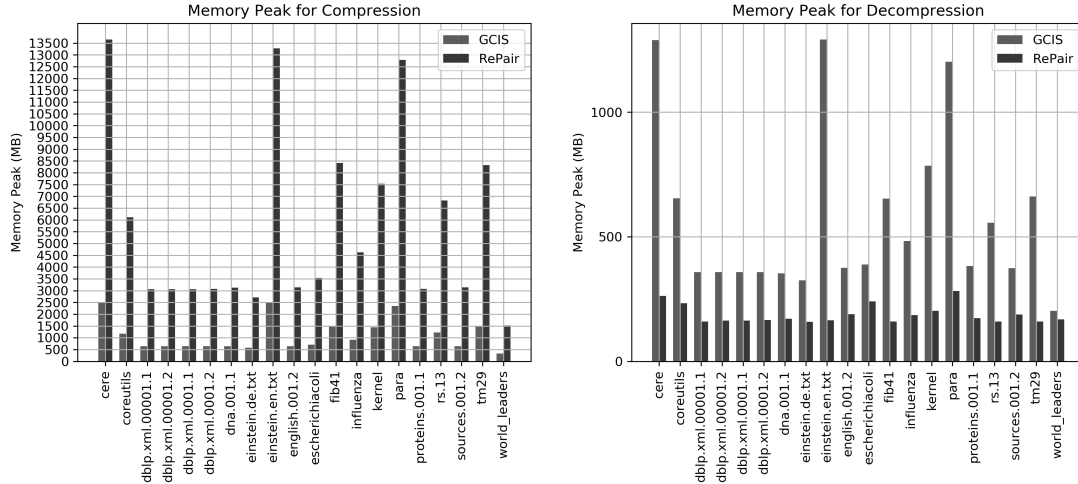 Memory Peak for Compression
Memory Peak (MB)
13500
13000
12500
12000
11500
11000
10500
10000
9500
9000
8500
8000
7500
7000
6500
6000
5500
5000
4500
4000
3500
3000
2500
2000
1500
1000
500
0
GCIS
RePair
cere
coreutils
dblp.xml.00001.1
dblp.xml.00001.2
dblp.xml.0001.1
dblp.xml.0001.2
dna.001.1
einstein.de.txt
einstein.en.txt
english.001.2
escherichiacoli
fib41
influenza
kernel
para
proteins.001.1
rs.13
sources.001.2
tm29
world_leaders
Memory Peak for Decompression
Memory Peak (MB)
1000
500
0
GCIS
RePair
cere
coreutils
dblp.xml.00001.1
dblp.xml.00001.2
dblp.xml.0001.1
dblp.xml.0001.2
dna.001.1
einstein.de.txt
einstein.en.txt
english.001.2
escherichiacoli
fib41
influenza
kernel
para
proteins.001.1
rs.13
sources.001.2
tm29
world_leaders